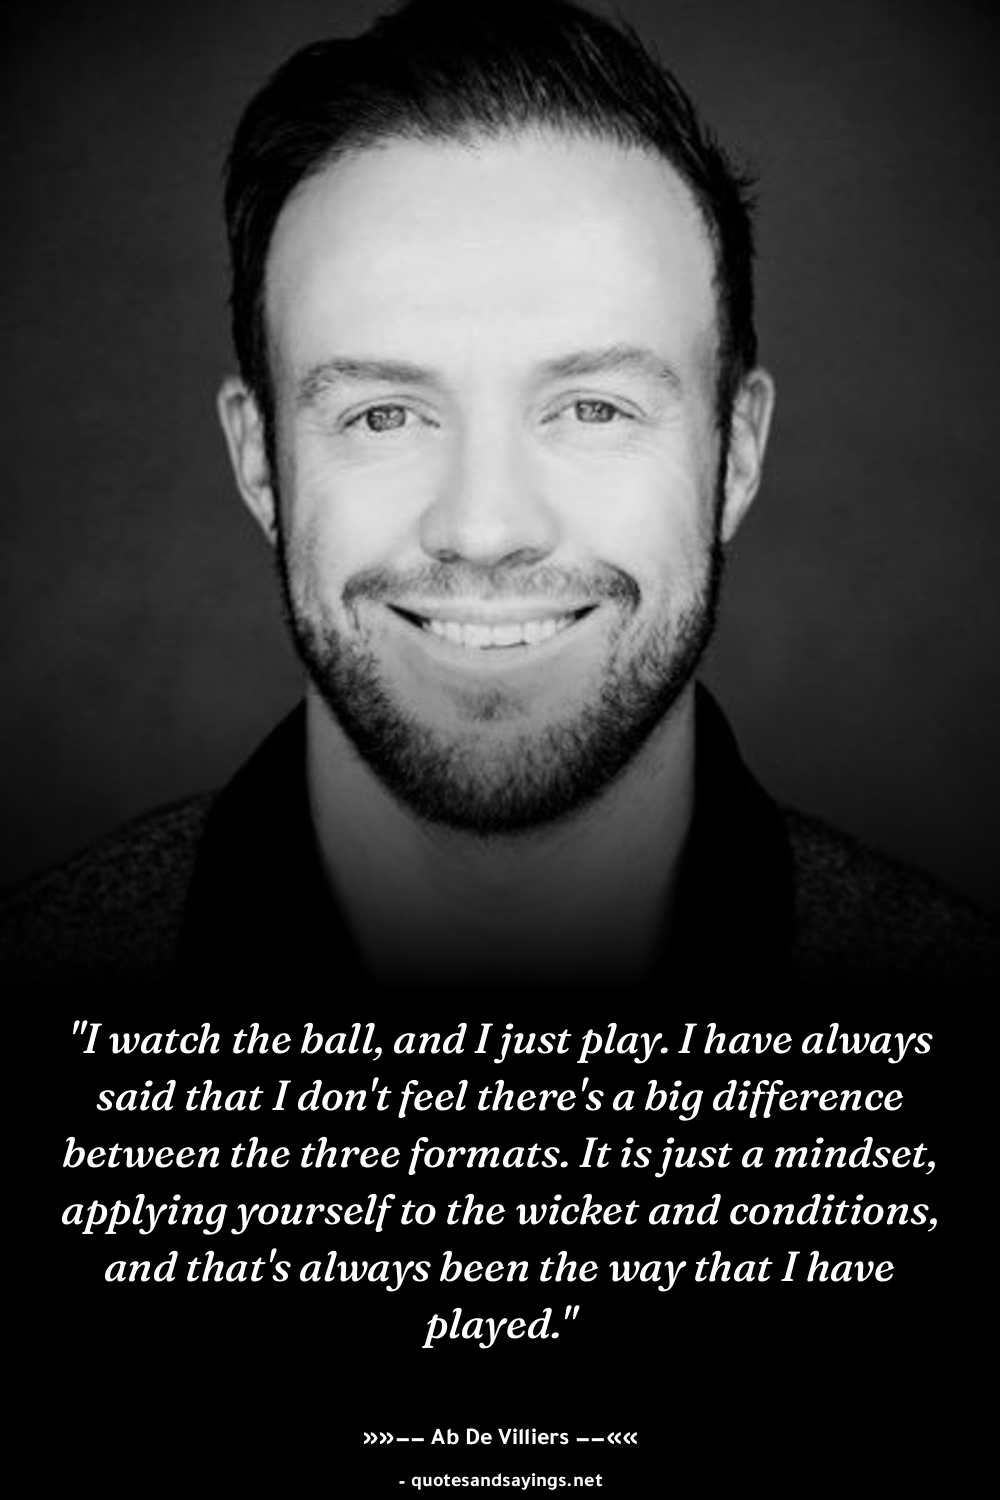 "I watch the ball, and I just play. I have always
said that I don't feel there's a big difference
between the three formats. It is just a mindset,
applying yourself to the wicket and conditions,
and that's always been the way that I have
played."
»»—— Ab De Villiers ——««
- quotesandsayings.net